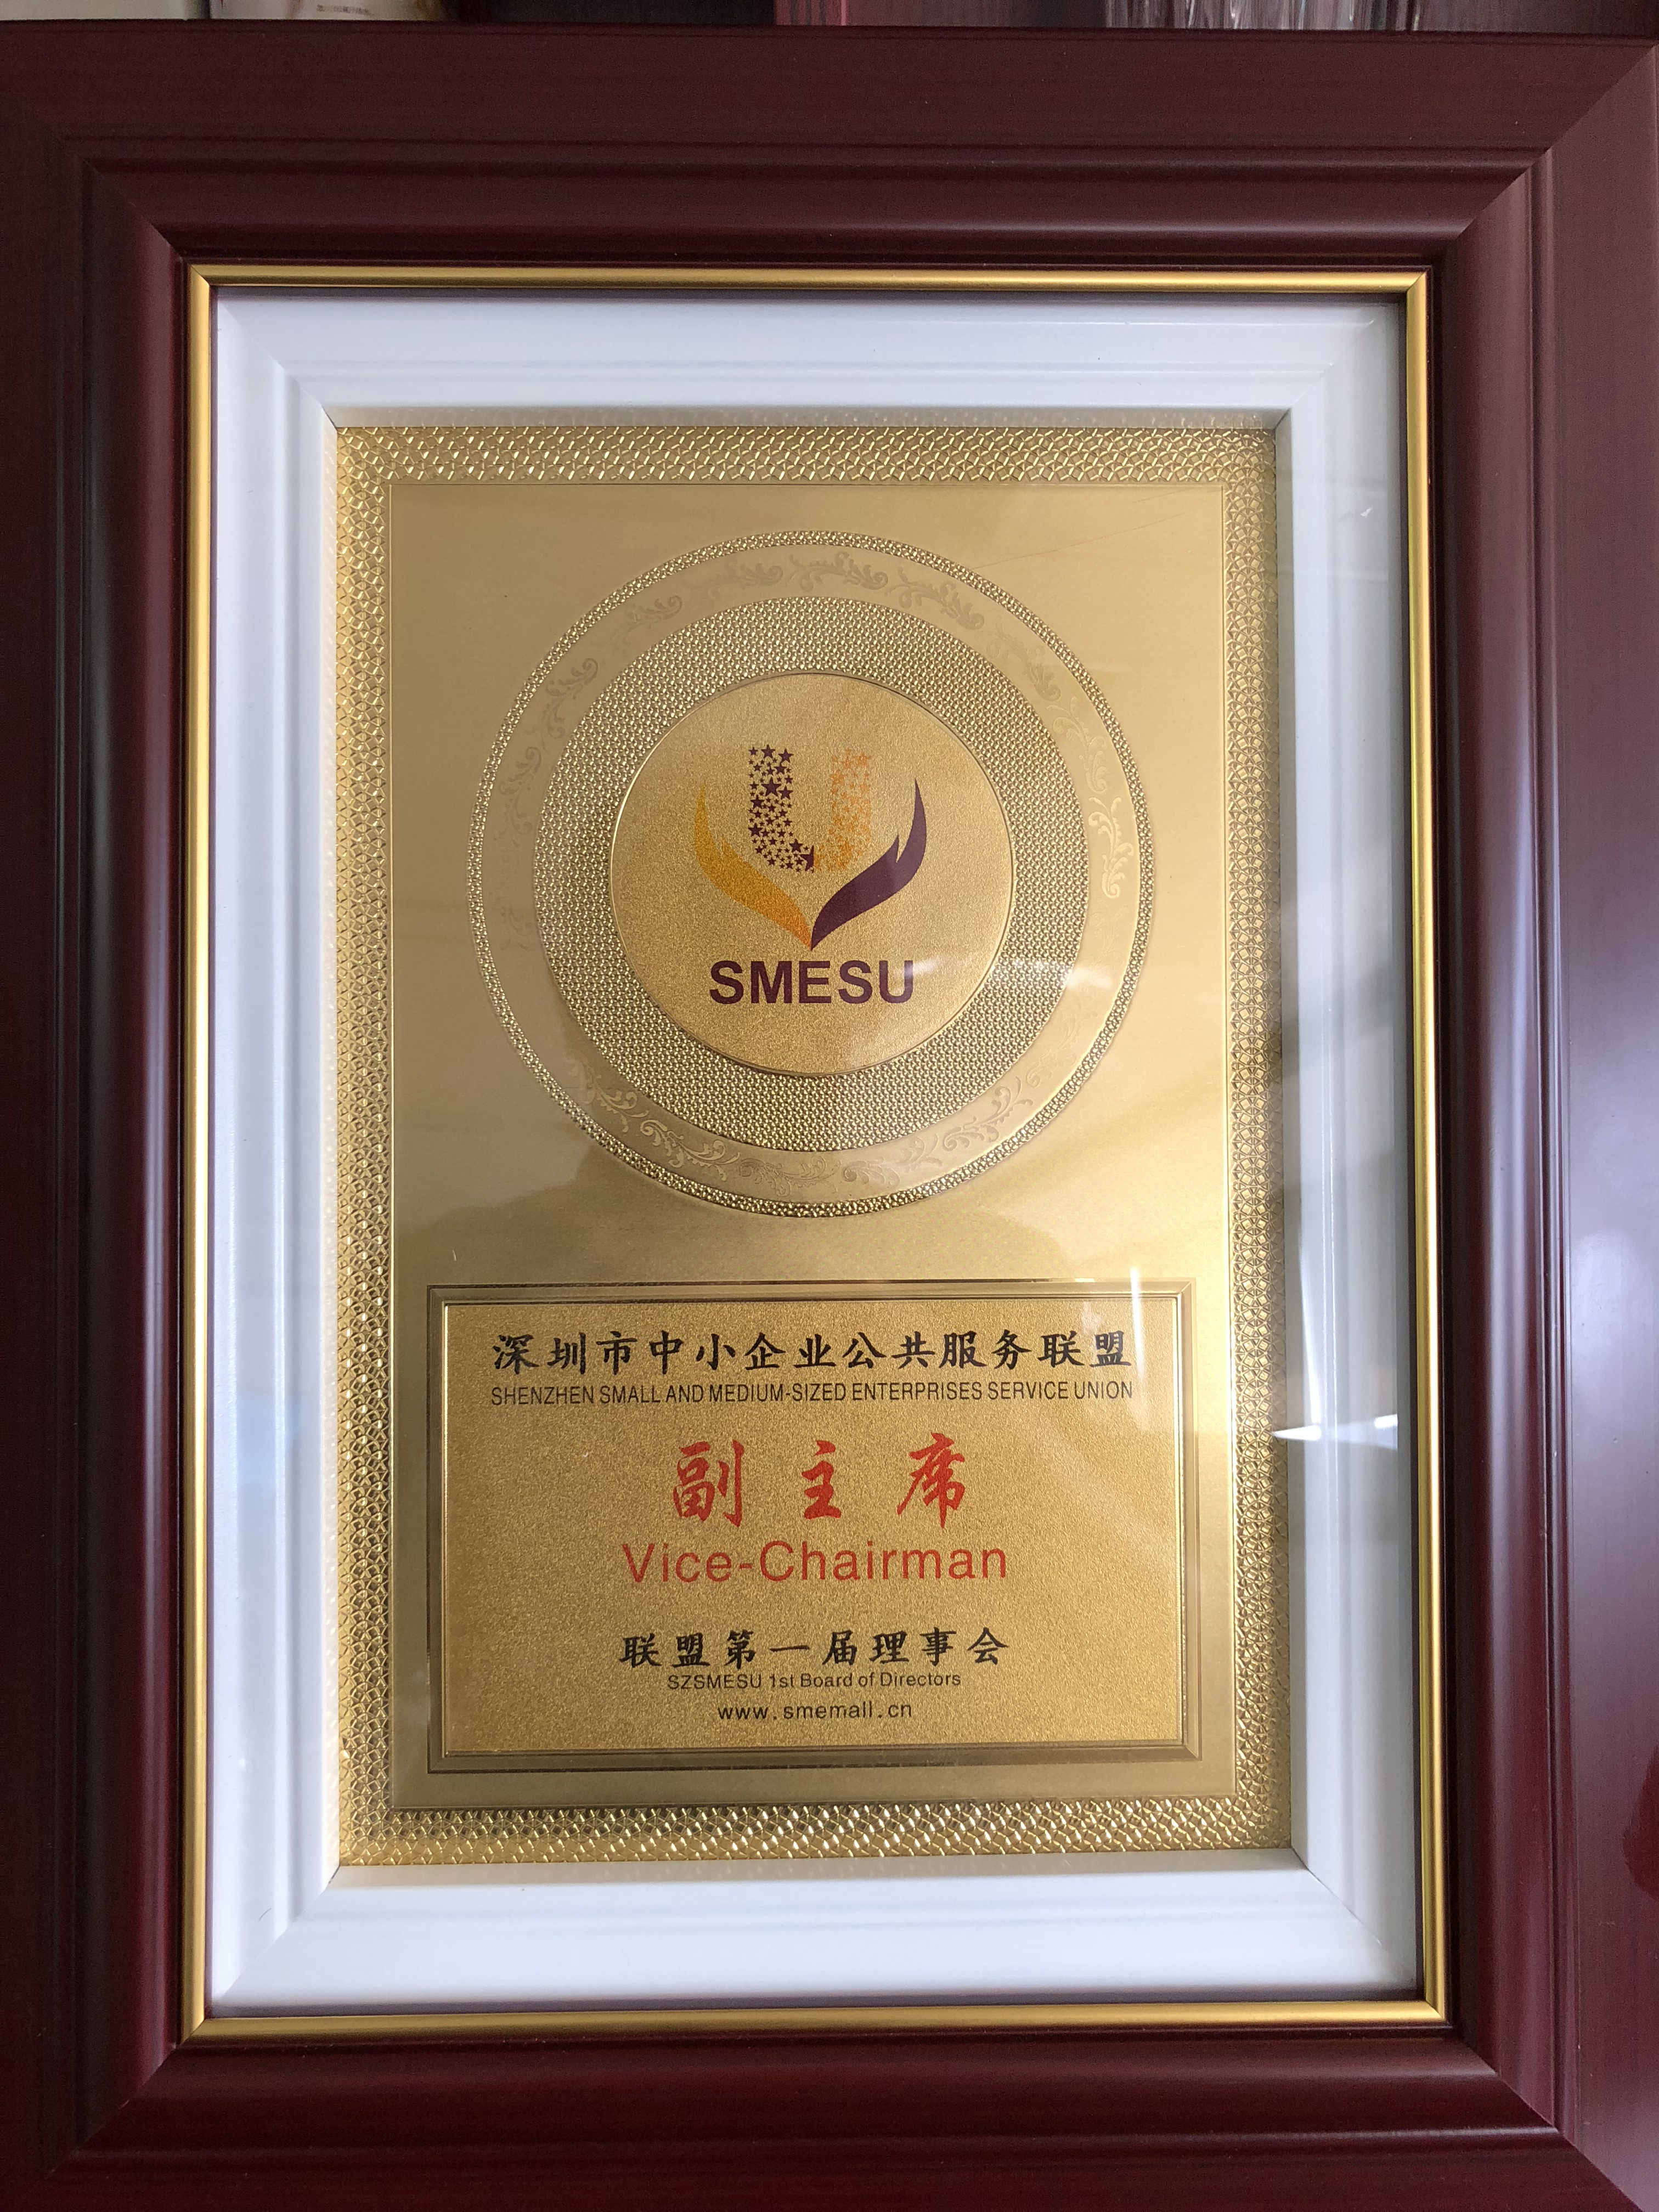 SMESU
深圳市中小企业公共服务联盟
SHENZHEN SMALL AND MEDIUM-SIZED ENTERPRISES SERVICE UNION
副主席
Vice-Chairman
联盟第一届理事会
SZSMESU 1st Board of Directors
www.smemall.cn